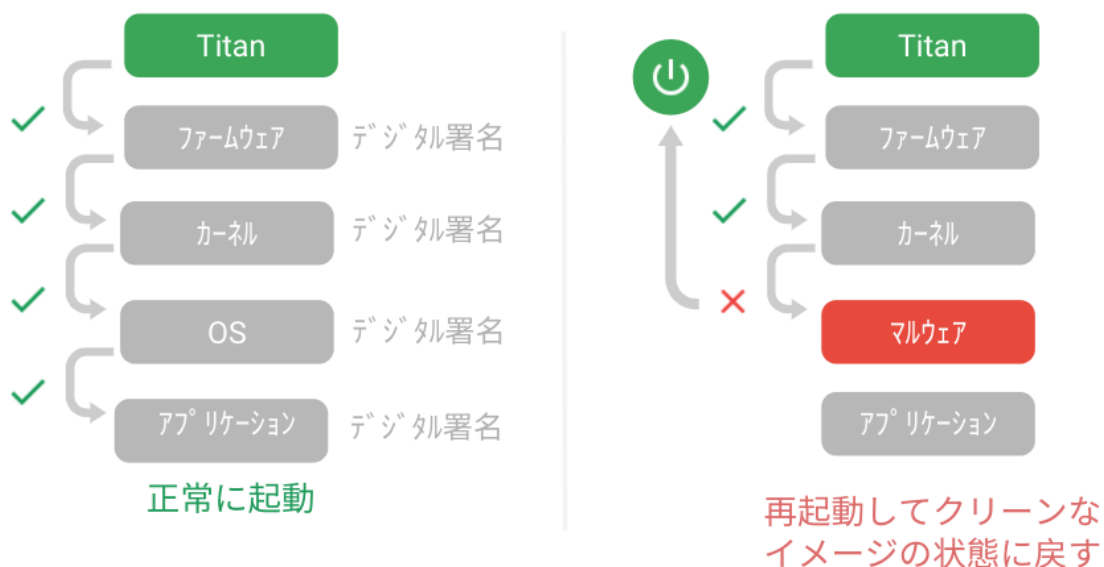 Titan
ファームウェア デジタル署名
カーネル デジタル署名
OS デジタル署名
アプリケーション デジタル署名
正常に起動
Titan
ファームウェア
カーネル
マルウェア
アプリケーション
再起動してクリーンな
イメージの状態に戻す